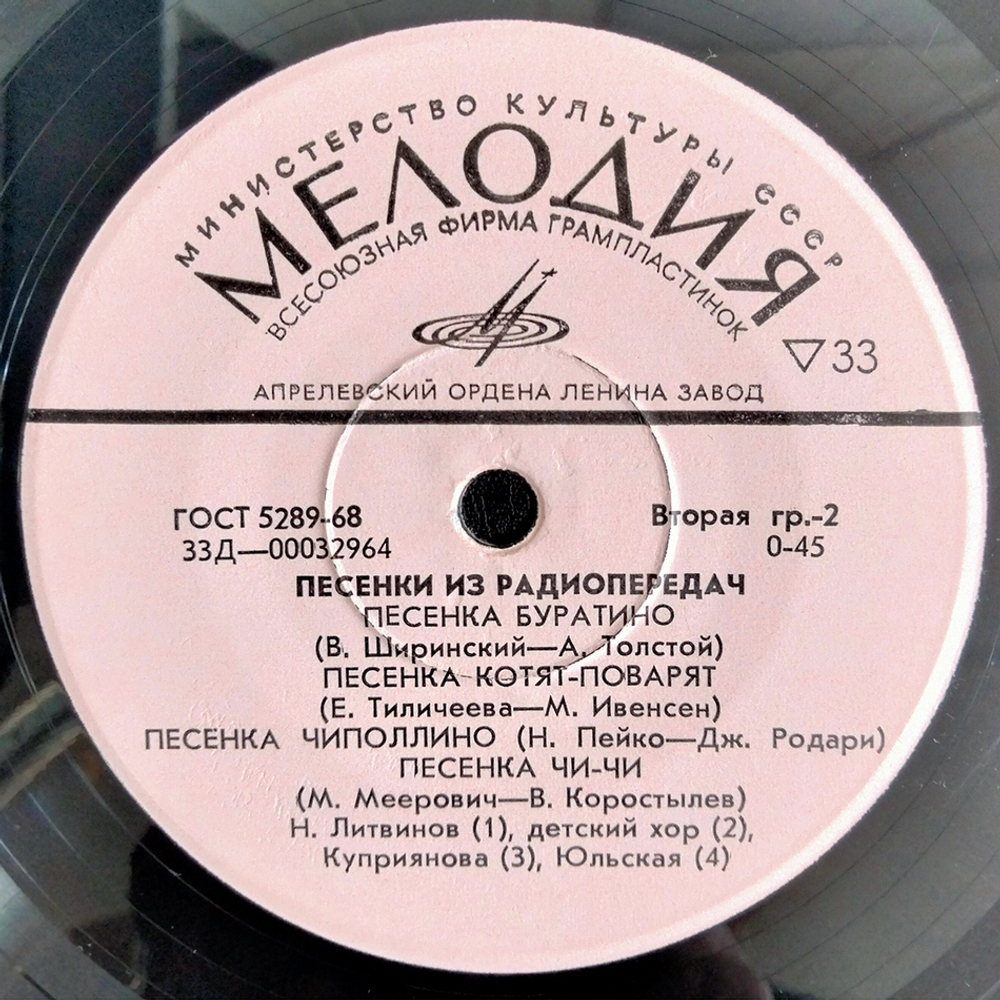 МИНИСТЕРСТВО КУЛЬТУРЫ СССР
МЕЛОДИЯ
ВСЕСОЮЗНАЯ ФИРМА ГРАМПЛАСТИНОК
▽33
АПРЕЛЕВСКИЙ ОРДЕНА ЛЕНИНА ЗАВОД
ГОСТ 5289-68 Вторая гр.-2
33Д—00032964 0-45
ПЕСЕНКИ ИЗ РАДИОПЕРЕДАЧ
ПЕСЕНКА БУРАТИНО
(В. Ширинский—А. Толстой)
ПЕСЕНКА КОТЯТ-ПОВАРЯТ
(Е. Тиличеева—М. Ивенсен)
ПЕСЕНКА ЧИПОЛЛИНО (Н. Пейко—Дж. Родари)
ПЕСЕНКА ЧИ-ЧИ
(М. Меерович—В. Коростылев)
Н. Литвинов (1), детский хор (2),
Куприянова (3), Юльская (4)